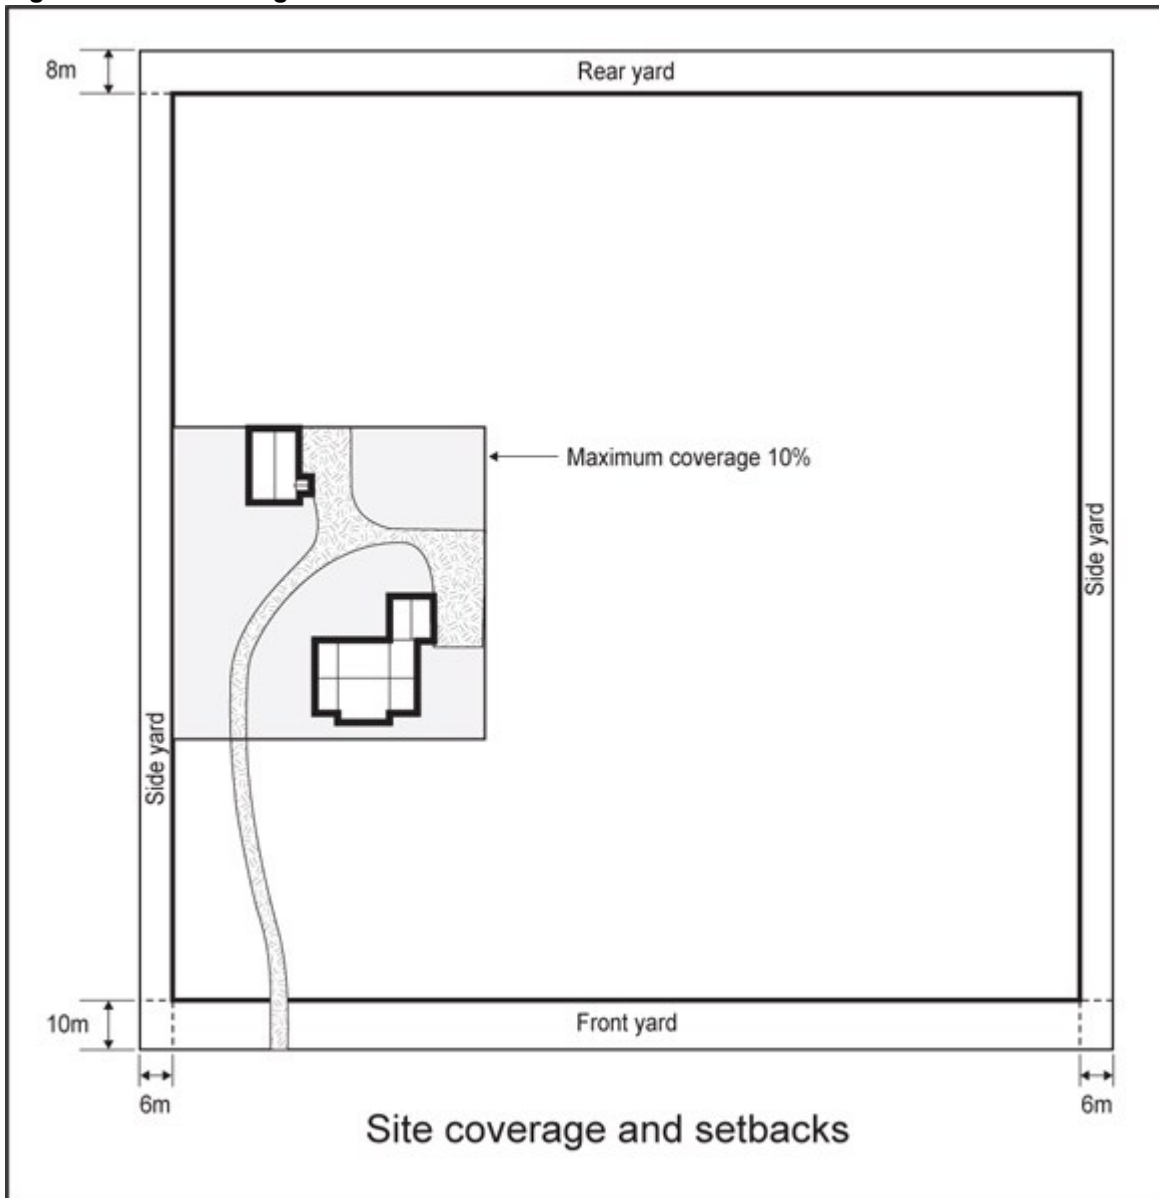 8m
Rear yard
Maximum coverage 10%
Side yard
Side yard
10m
Front yard
6m
6m
Site coverage and setbacks